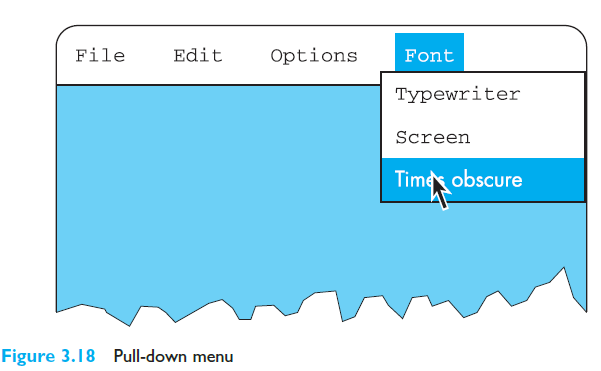 File Edit Options Font
Typewriter
Screen
Times obscure
Figure 3.18 Pull-down menu